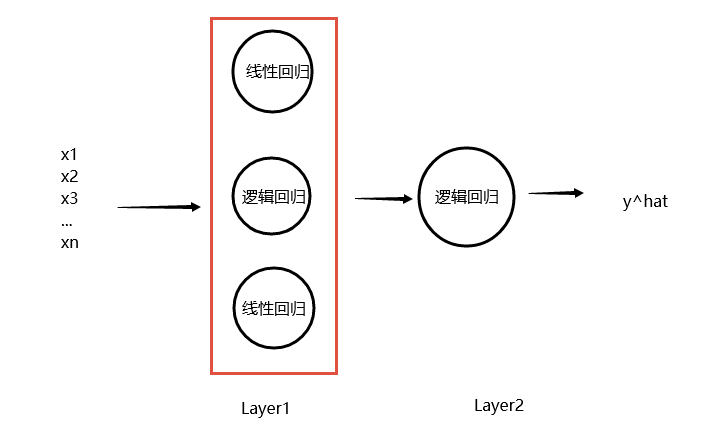 x1
x2
x3
...
xn
线性回归
逻辑回归
线性回归
Layer1
逻辑回归
Layer2
y^hat